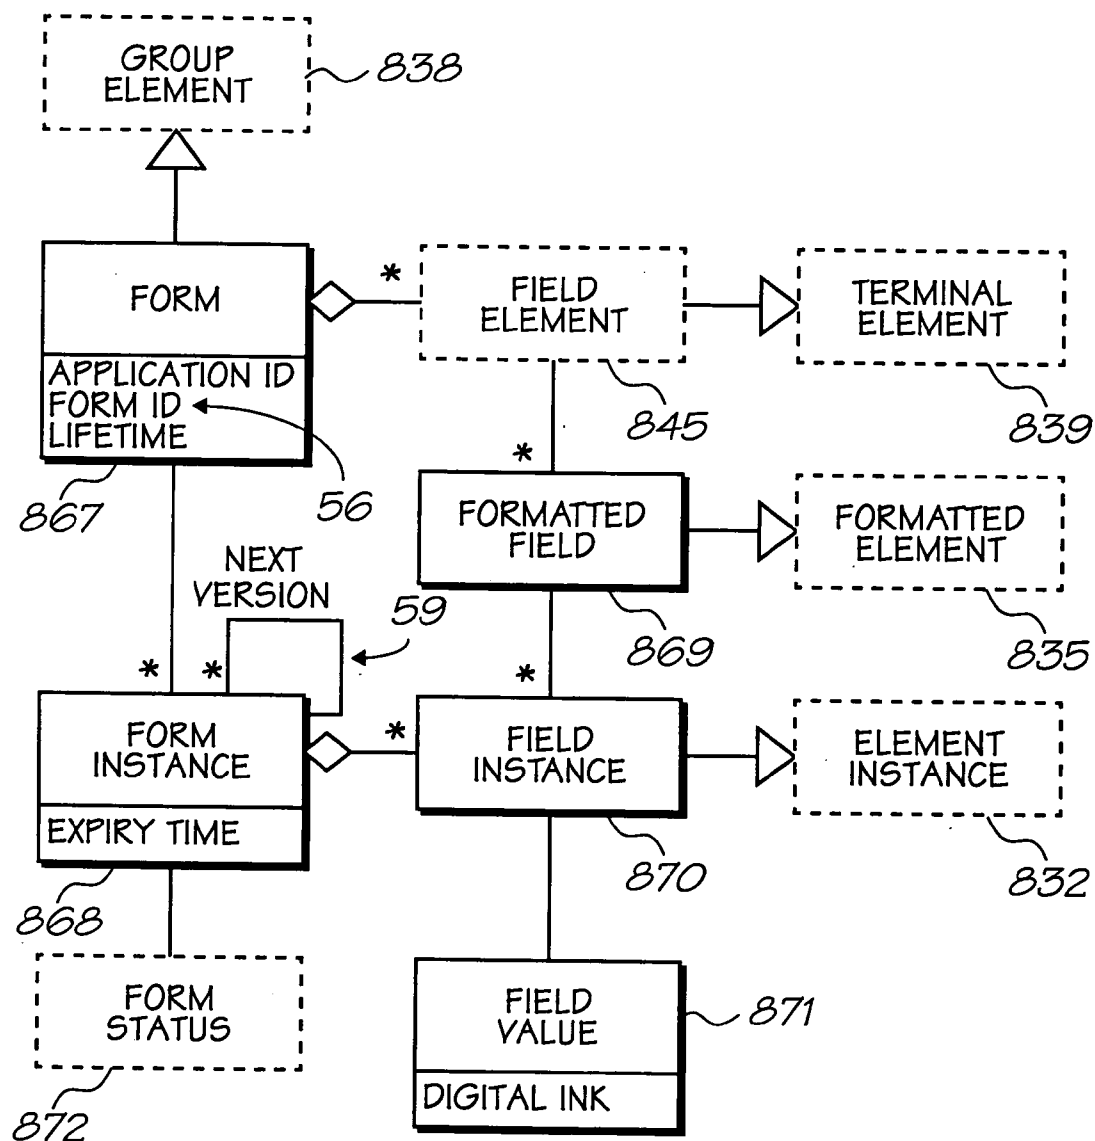 GROUP
ELEMENT
838
FORM
*
FIELD
ELEMENT
TERMINAL
ELEMENT
APPLICATION ID
FORM ID
LIFETIME
845
839
867
56
*
FORMATTED
FIELD
FORMATTED
ELEMENT
NEXT
VERSION
59
869
835
*
*
*
FORM
INSTANCE
*
FIELD
INSTANCE
ELEMENT
INSTANCE
EXPIRY TIME
868
870
832
FORM
STATUS
872
FIELD
VALUE
871
DIGITAL INK